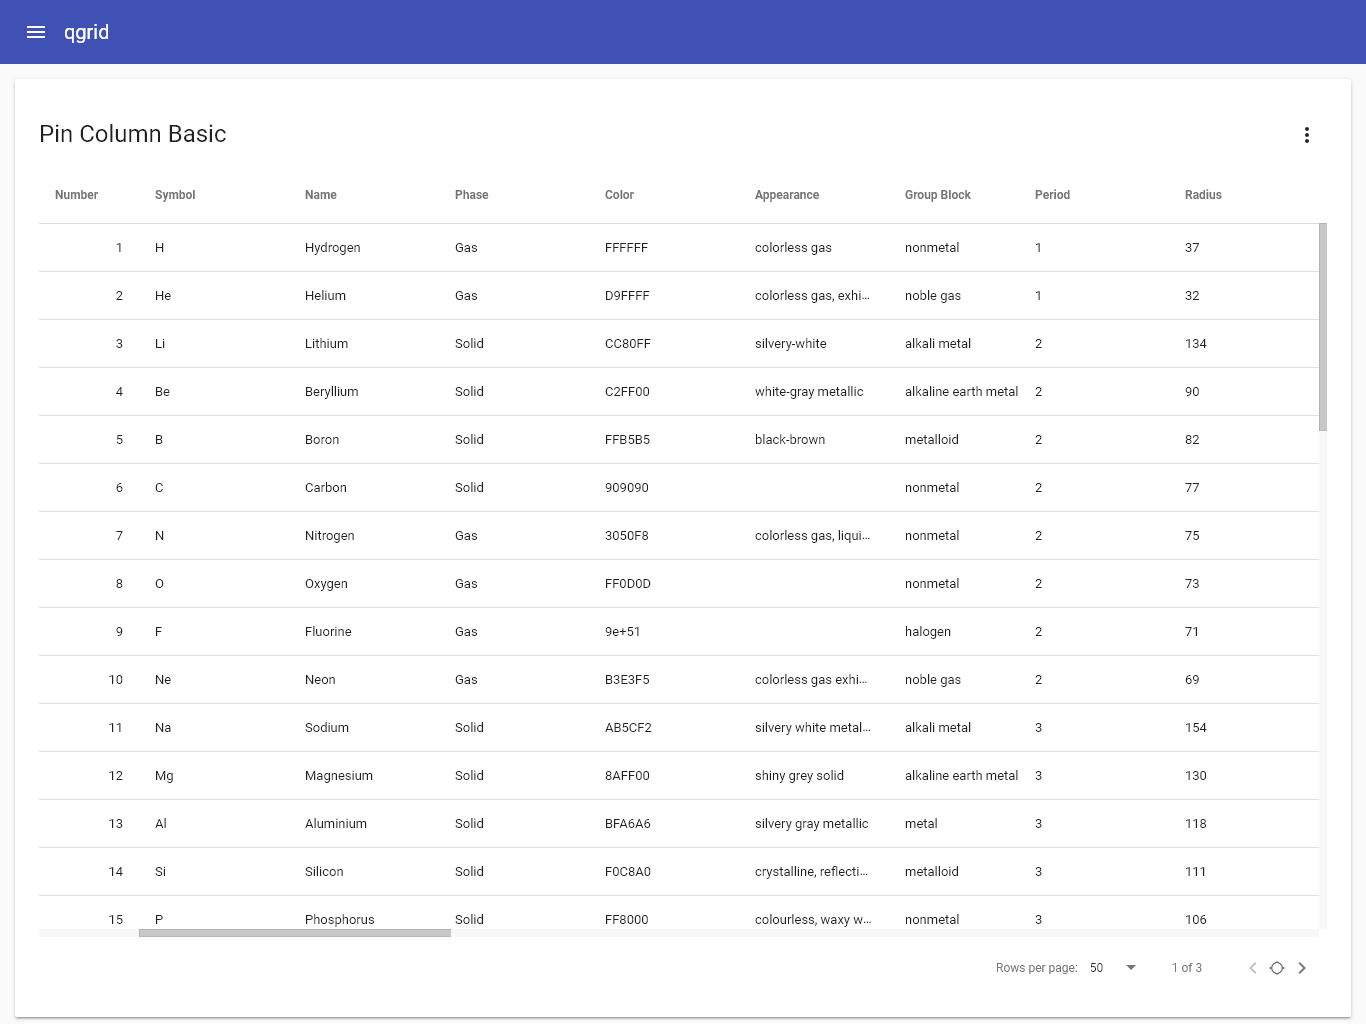 qgrid
Pin Column Basic
Number Symbol Name Phase Color Appearance Group Block Period Radius
1 H Hydrogen Gas FFFFFF colorless gas nonmetal 1 37
2 He Helium Gas D9FFFF colorless gas, exhi... noble gas 1 32
3 Li Lithium Solid CC80FF silvery-white alkali metal 2 134
4 Be Beryllium Solid C2FF00 white-gray metallic alkaline earth metal 2 90
5 B Boron Solid FFB5B5 black-brown metalloid 2 82
6 C Carbon Solid 909090 nonmetal 2 77
7 N Nitrogen Gas 3050F8 colorless gas, liqui... nonmetal 2 75
8 O Oxygen Gas FF0D0D nonmetal 2 73
9 F Fluorine Gas 9e+51 halogen 2 71
10 Ne Neon Gas B3E3F5 colorless gas exhi... noble gas 2 69
11 Na Sodium Solid AB5CF2 silvery white metal... alkali metal 3 154
12 Mg Magnesium Solid 8AFF00 shiny grey solid alkaline earth metal 3 130
13 Al Aluminium Solid BFA6A6 silvery gray metallic metal 3 118
14 Si Silicon Solid F0C8A0 crystalline, reflecti... metalloid 3 111
15 P Phosphorus Solid FF8000 colourless, waxy w... nonmetal 3 106
Rows per page: 50 1 of 3